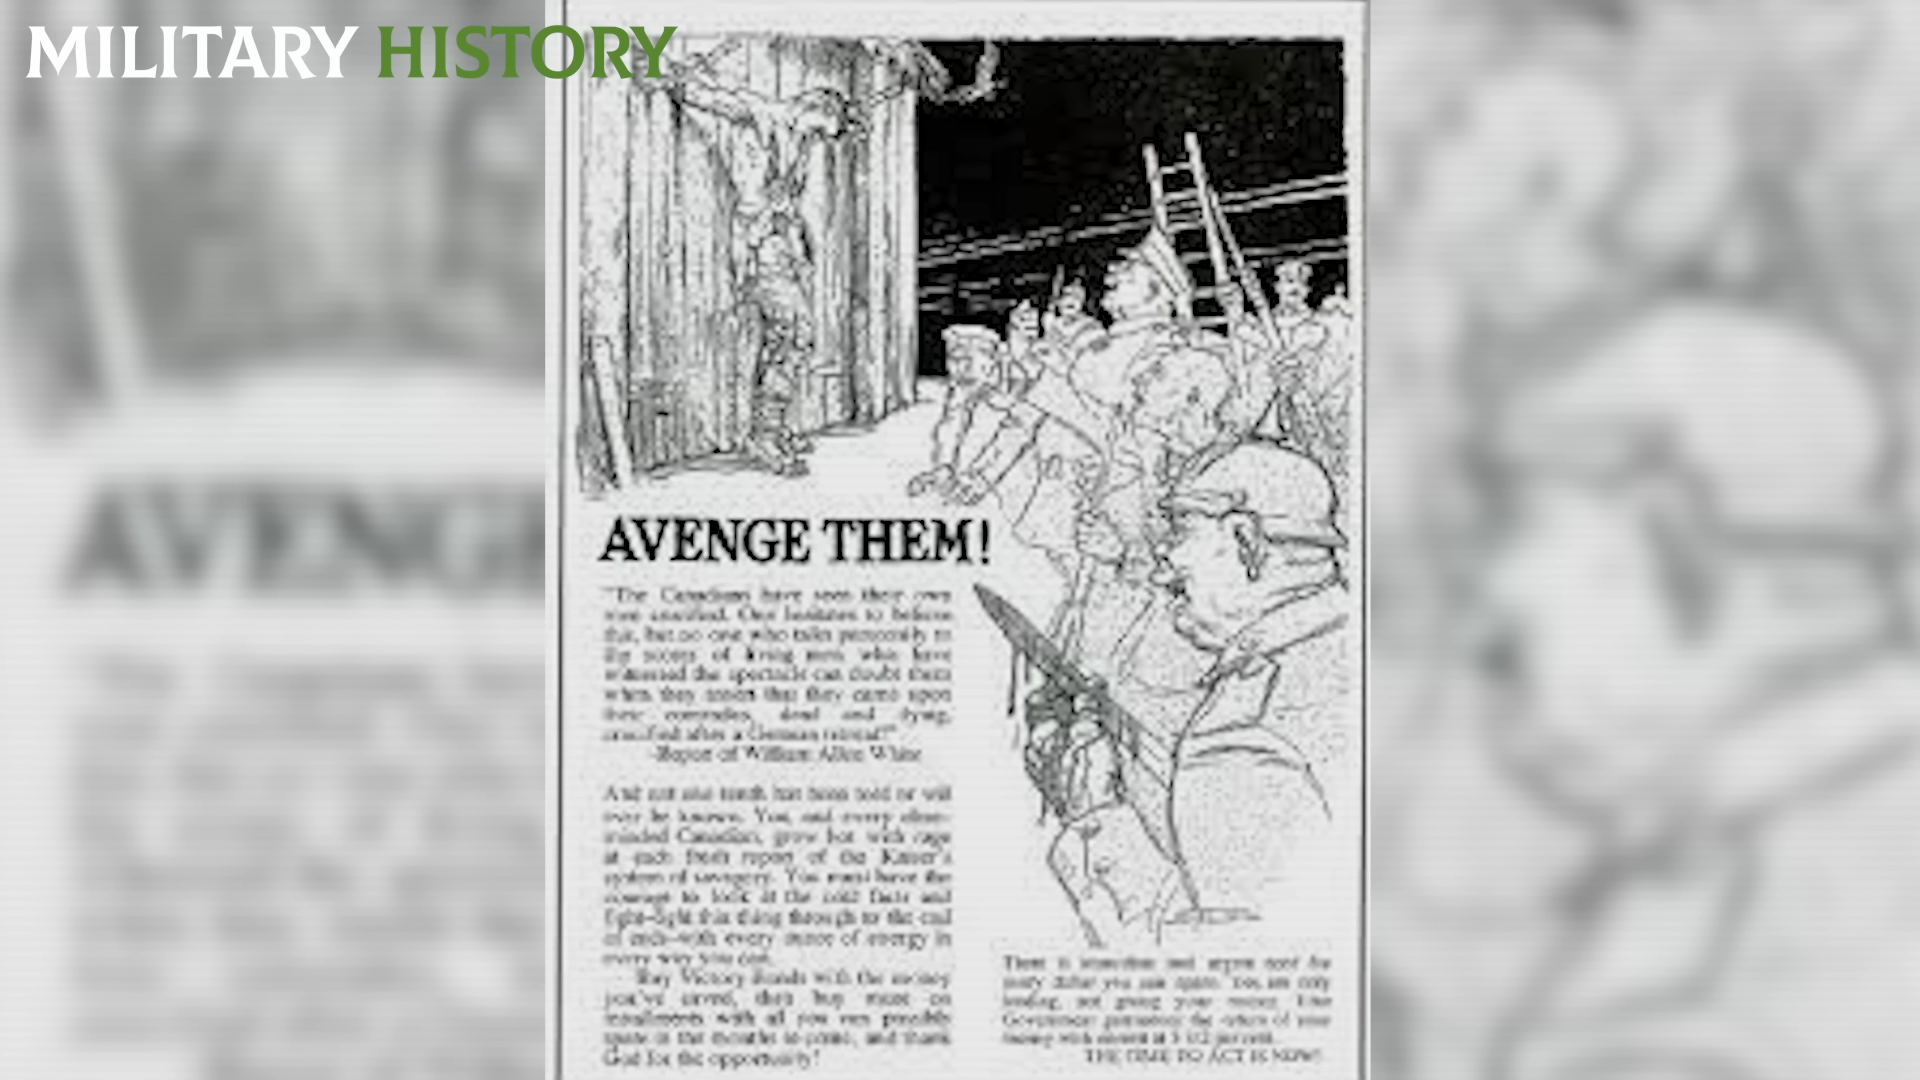 MILITARY HISTORY
AVENGE THEM!
"The Canadians have seen their own
men crucified. One hesitates to believe
this, but no one who talks personally to
the scores of living men who have
witnessed the spectacle can doubt them
when they assert that they came upon
their comrades, dead and dying,
crucified after a German retreat!"
-Report of William Allen White
And not one tenth has been told or will
ever be known. You, and every
minded Canadian, grow hot with rage
at each fresh report of the Kaiser's
system of savagery. You must have the
courage to look at the cold facts and
fight-fight this thing through to the end
of ends-with every ounce of energy in
every way you can.
Buy Victory Bonds with the money
you've saved, then buy more on
installments with all you can possibly
spare in the months to come, and thank
God for the opportunity!
There is immediate and urgent need for
every dollar you can spare. You are only
lending, not giving your money. Your
Government guarantees the return of your
money with interest at 5 1/2 per cent.
THE TIME TO ACT IS NOW!
AVENGE